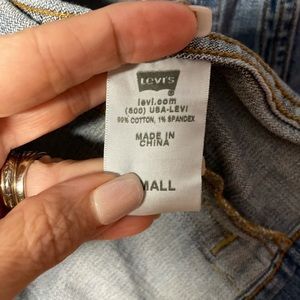 LEVI'S
levi.com
(800) USA-LEVI
99% COTTON, 1% SPANDEX
MADE IN
CHINA
MALL